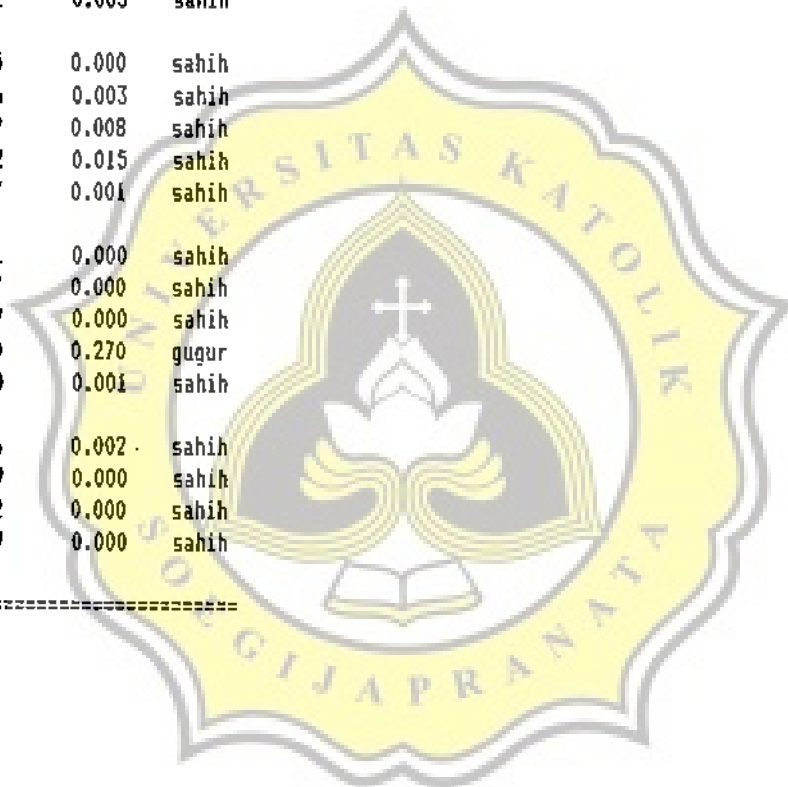 sahih
0.000 sahih
0.003 sahih
0.008 sahih
0.015 sahih
0.001 sahih
0.000 sahih
0.000 sahih
0.000 sahih
0.270 gugur
0.001 sahih
0.002 sahih
0.000 sahih
0.000 sahih
0.000 sahih
==========================
UNIVERSITAS KATOLIK
SOEGIJAPRANATA